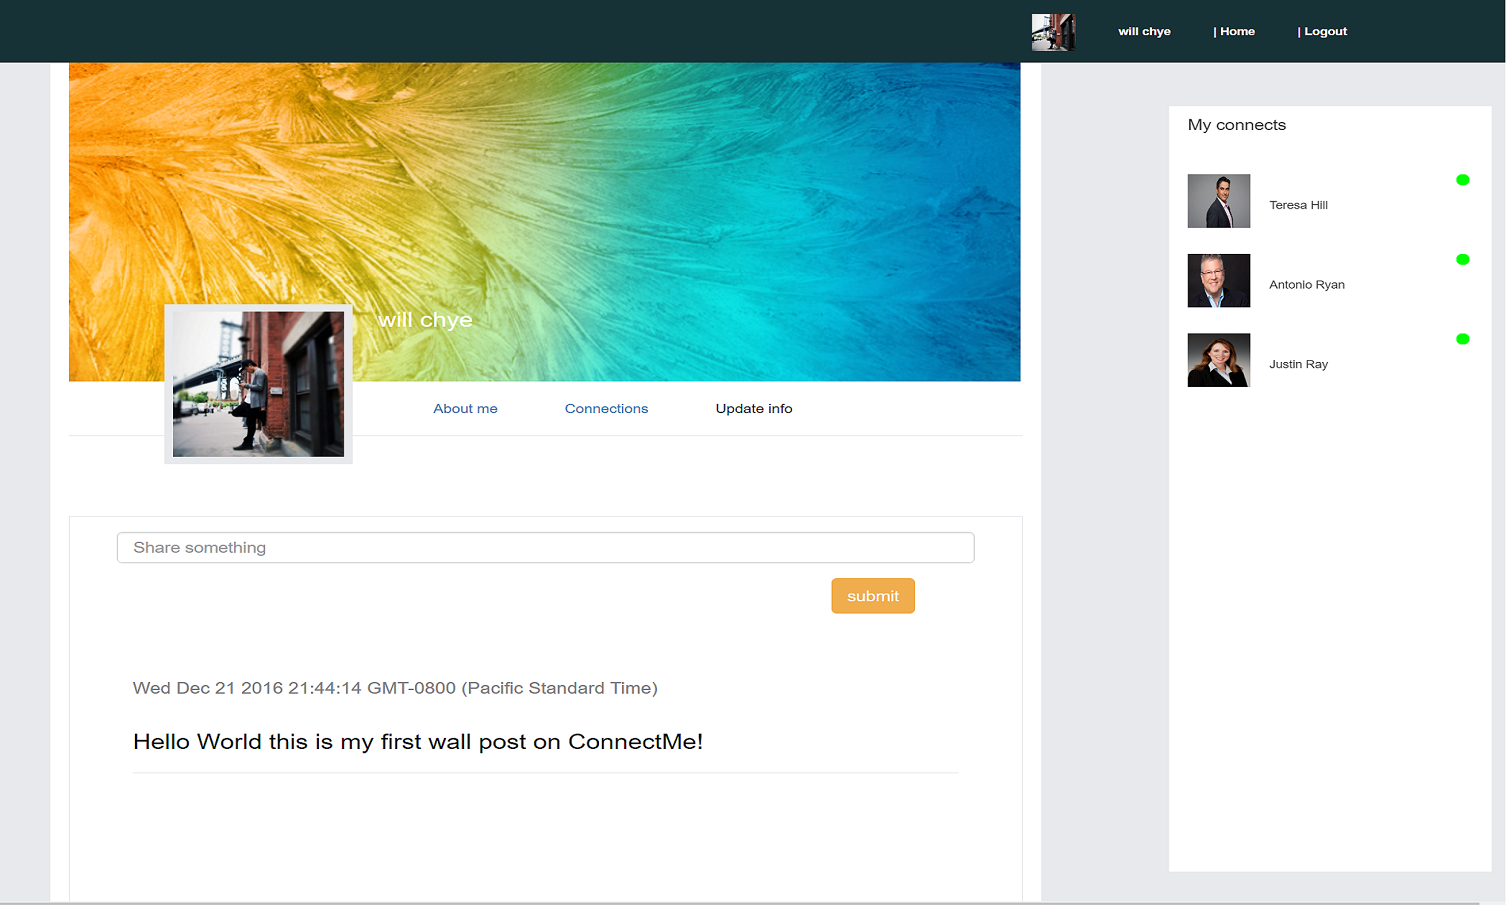 will chye | Home | Logout
My connects
Teresa Hill
Antonio Ryan
Justin Ray
will chye
About me Connections Update info
Share something
submit
Wed Dec 21 2016 21:44:14 GMT-0800 (Pacific Standard Time)
Hello World this is my first wall post on ConnectMe!